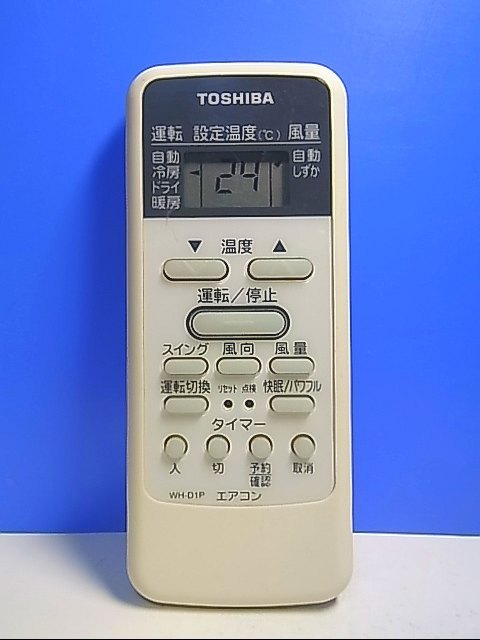 TOSHIBA
運転 設定温度(℃) 風量
自動 24 自動
冷房 しずか
ドライ
暖房
▼ 温度 ▲
運転／停止
スイング 風向 風量
運転切換 リセット 点検 快眠/パワフル
タイマー
入 切 予約 取消
確認
WH-D1P エアコン